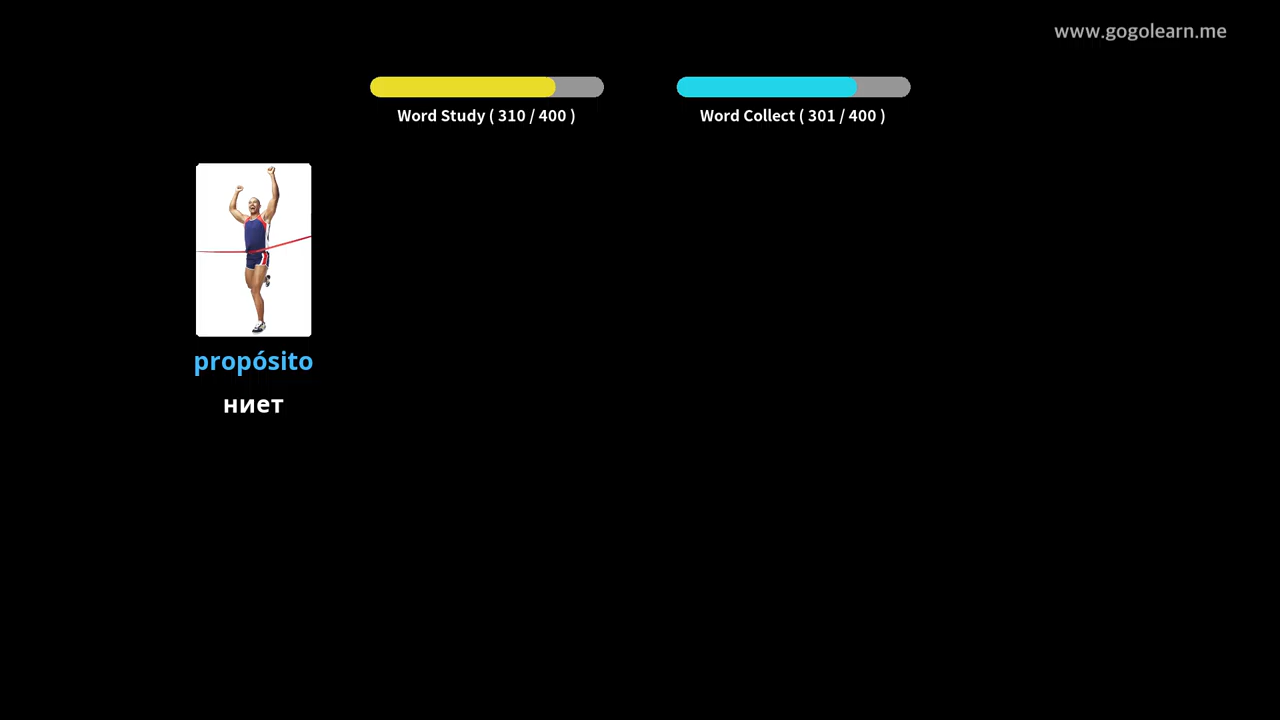 www.gogolearn.me
Word Study ( 310 / 400 )
Word Collect ( 301 / 400 )
propósito
ниет